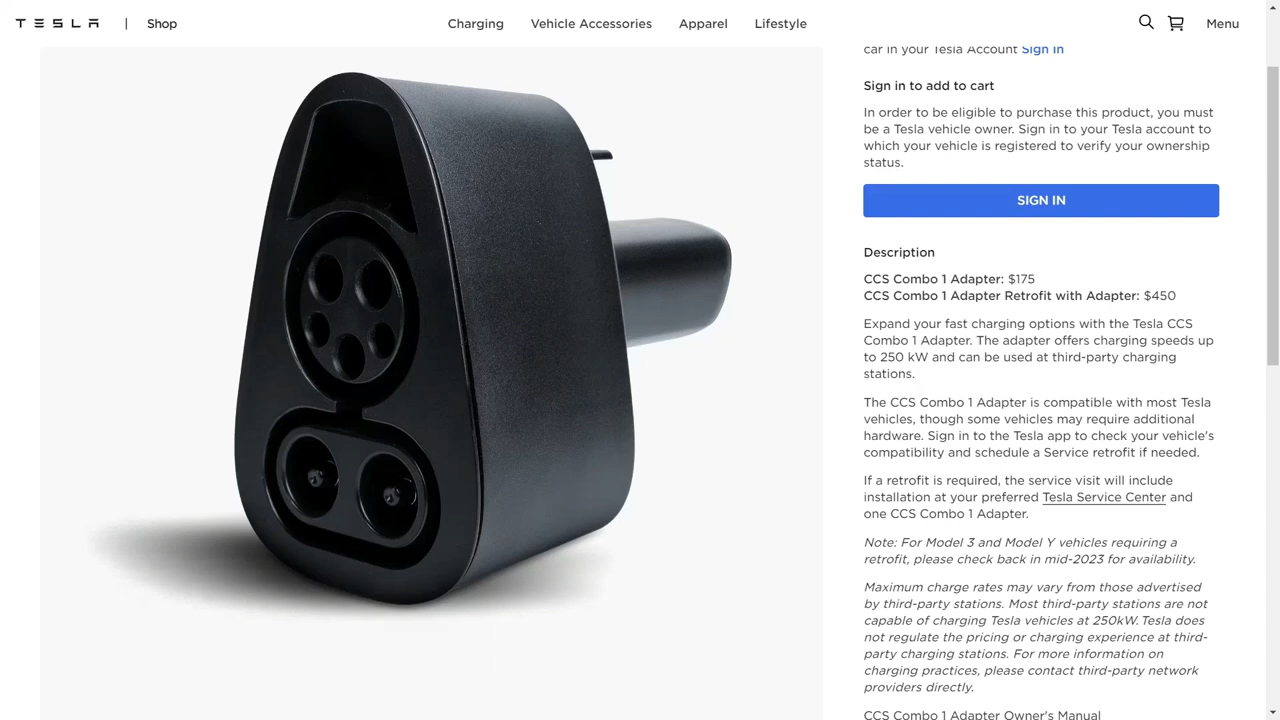 TESLA | Shop
Charging Vehicle Accessories Apparel Lifestyle
Menu
car in your Tesla Account Sign In
Sign in to add to cart
In order to be eligible to purchase this product, you must
be a Tesla vehicle owner. Sign in to your Tesla account to
which your vehicle is registered to verify your ownership
status.
SIGN IN
Description
CCS Combo 1 Adapter: $175
CCS Combo 1 Adapter Retrofit with Adapter: $450
Expand your fast charging options with the Tesla CCS
Combo 1 Adapter. The adapter offers charging speeds up
to 250 kW and can be used at third-party charging
stations.
The CCS Combo 1 Adapter is compatible with most Tesla
vehicles, though some vehicles may require additional
hardware. Sign in to the Tesla app to check your vehicle's
compatibility and schedule a Service retrofit if needed.
If a retrofit is required, the service visit will include
installation at your preferred Tesla Service Center and
one CCS Combo 1 Adapter.
Note: For Model 3 and Model Y vehicles requiring a
retrofit, please check back in mid-2023 for availability.
Maximum charge rates may vary from those advertised
by third-party stations. Most third-party stations are not
capable of charging Tesla vehicles at 250kW. Tesla does
not regulate the pricing or charging experience at third-
party charging stations. For more information on
charging practices, please contact third-party network
providers directly.
CCS Combo 1 Adapter Owner's Manual